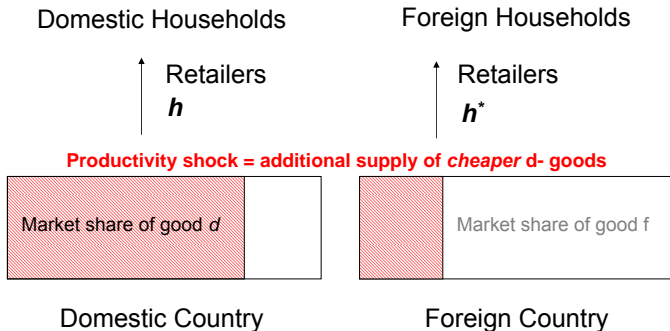 Domestic Households
Foreign Households
Retailers
h
Retailers
h*
Productivity shock = additional supply of cheaper d- goods
Market share of good d
Market share of good f
Domestic Country
Foreign Country